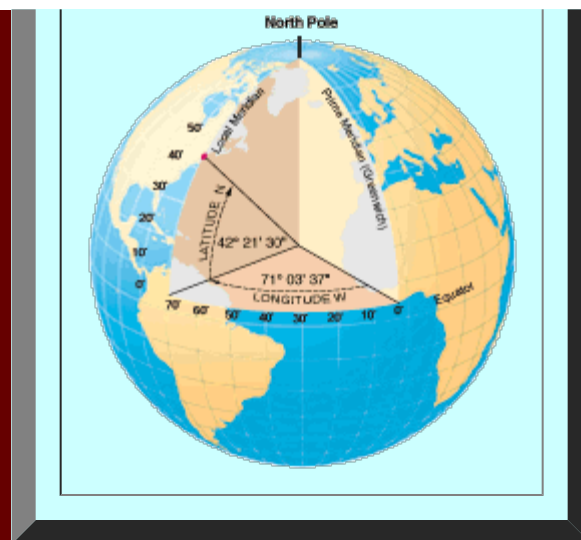 North Pole
Local Meridian
Prime Meridian (Greenwich)
50°
40°
30°
20°
10°
0°
LATITUDE N
42° 21' 30"
71° 03' 37"
LONGITUDE W
70° 60° 50° 40° 30° 20° 10° 0°
Equator